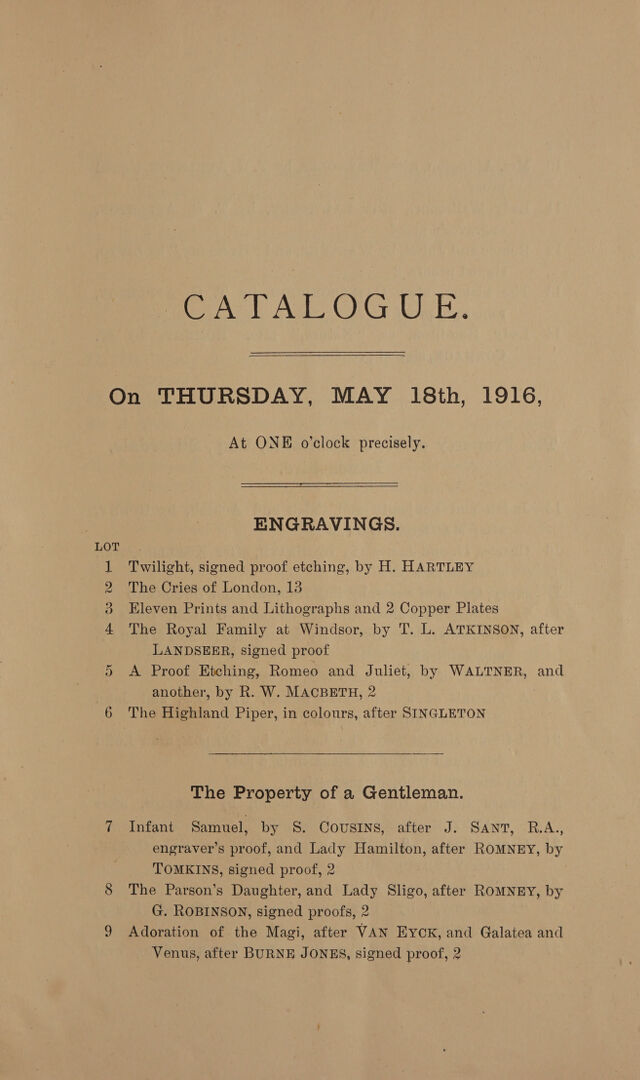 CATALOGUE.
On THURSDAY, MAY 18th, 1916,
At ONE o'clock precisely.
ENGRAVINGS.
LOT
1 Twilight, signed proof etching, by H. HARTLEY
2 The Cries of London, 13
3 Eleven Prints and Lithographs and 2 Copper Plates
4 The Royal Family at Windsor, by T. L. ATKINSON, after
LANDSEER, signed proof
5 A Proof Etching, Romeo and Juliet, by WALTNER, and
another, by R. W. MACBETH, 2
6 The Highland Piper, in colours, after SINGLETON
The Property of a Gentleman.
7 Infant Samuel, by S. COUSINS, after J. SANT, R.A.,
engraver's proof, and Lady Hamilton, after ROMNEY, by
TOMKINS, signed proof, 2
8 The Parson's Daughter, and Lady Sligo, after ROMNEY, by
G. ROBINSON, signed proofs, 2
9 Adoration of the Magi, after VAN EYCK, and Galatea and
Venus, after BURNE JONES, signed proof, 2